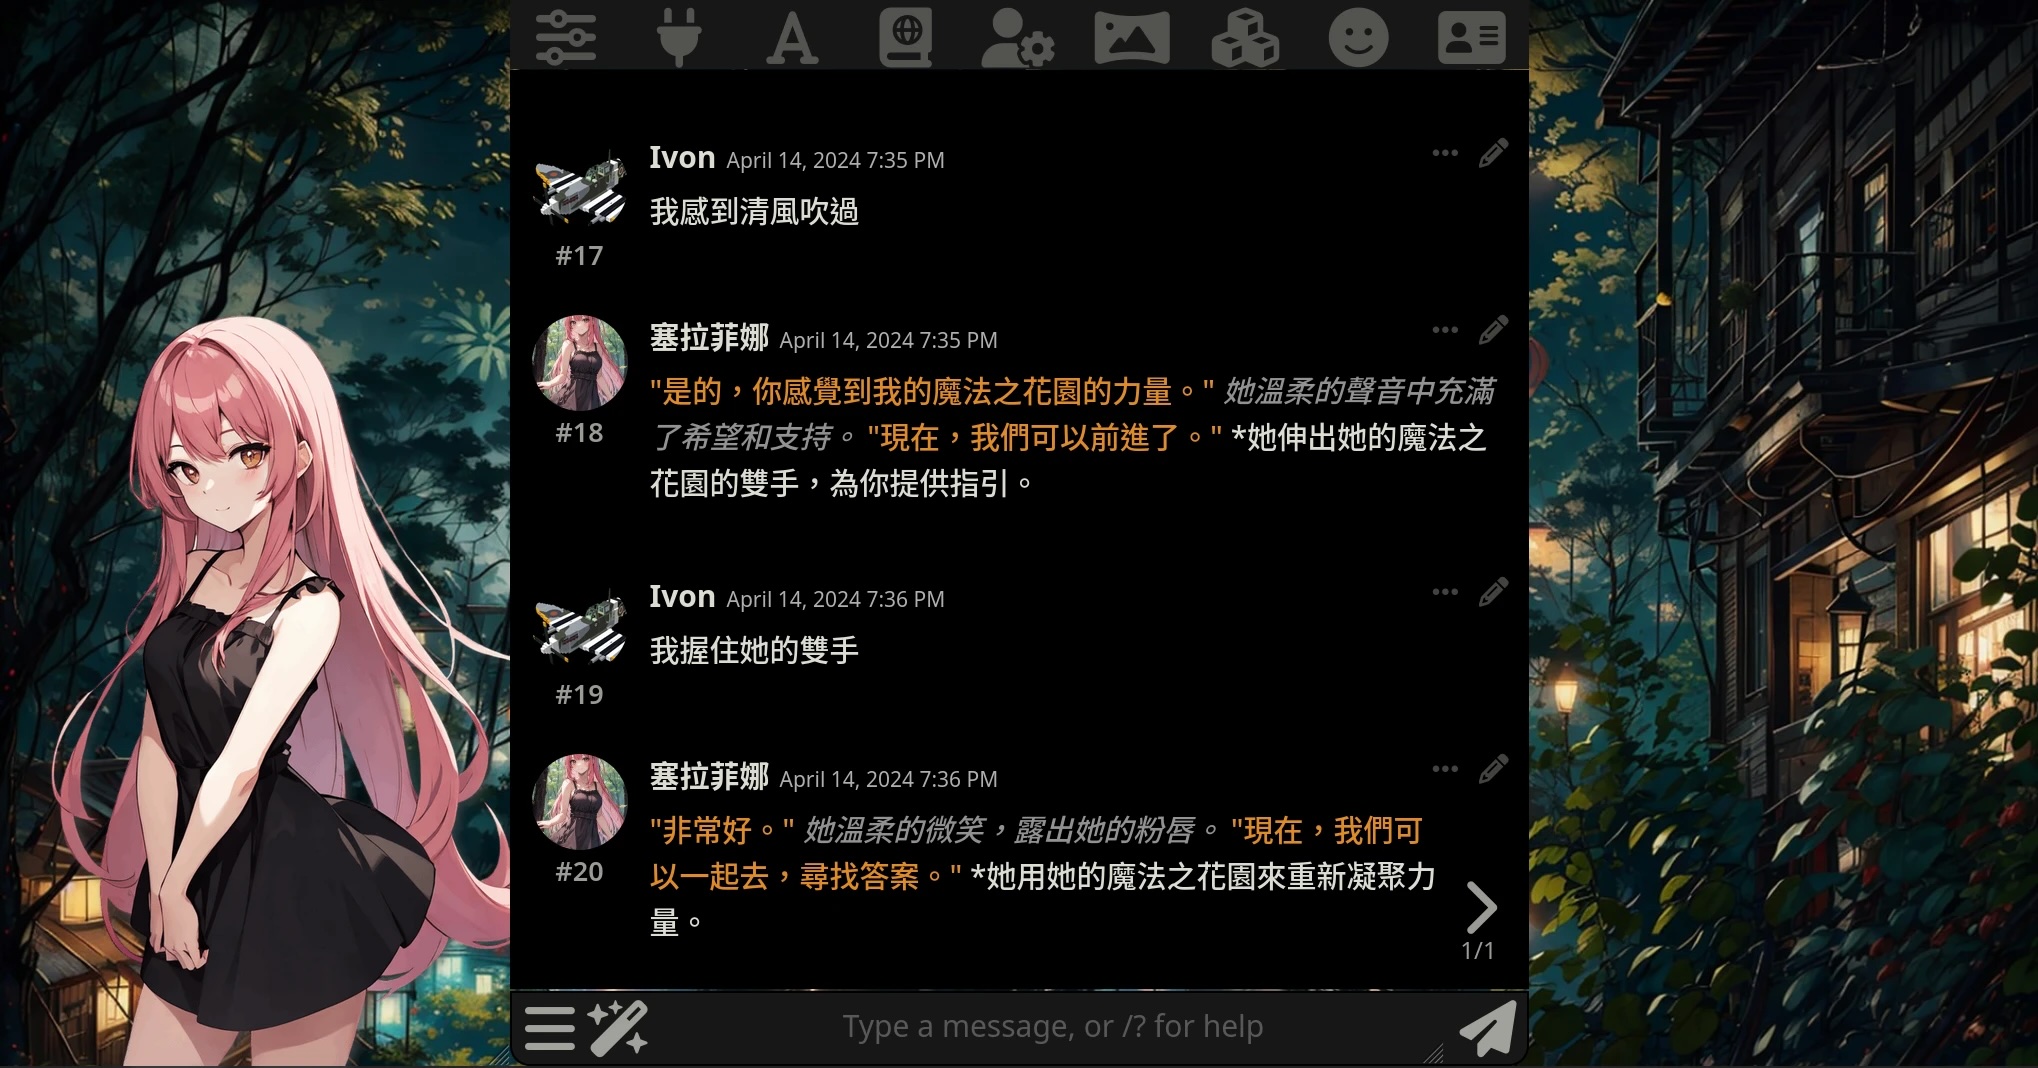 Ivon April 14, 2024 7:35 PM
我感到清風吹過
#17
塞拉菲娜 April 14, 2024 7:35 PM
"是的，你感覺到我的魔法之花園的力量。" 她溫柔的聲音中充滿
了希望和支持。 "現在，我們可以前進了。" *她伸出她的魔法之
花園的雙手，為你提供指引。
#18
Ivon April 14, 2024 7:36 PM
我握住她的雙手
#19
塞拉菲娜 April 14, 2024 7:36 PM
"非常好。" 她溫柔的微笑，露出她的粉唇。 "現在，我們可
以一起去，尋找答案。" *她用她的魔法之花園來重新凝聚力
量。
#20
1/1
Type a message, or /? for help